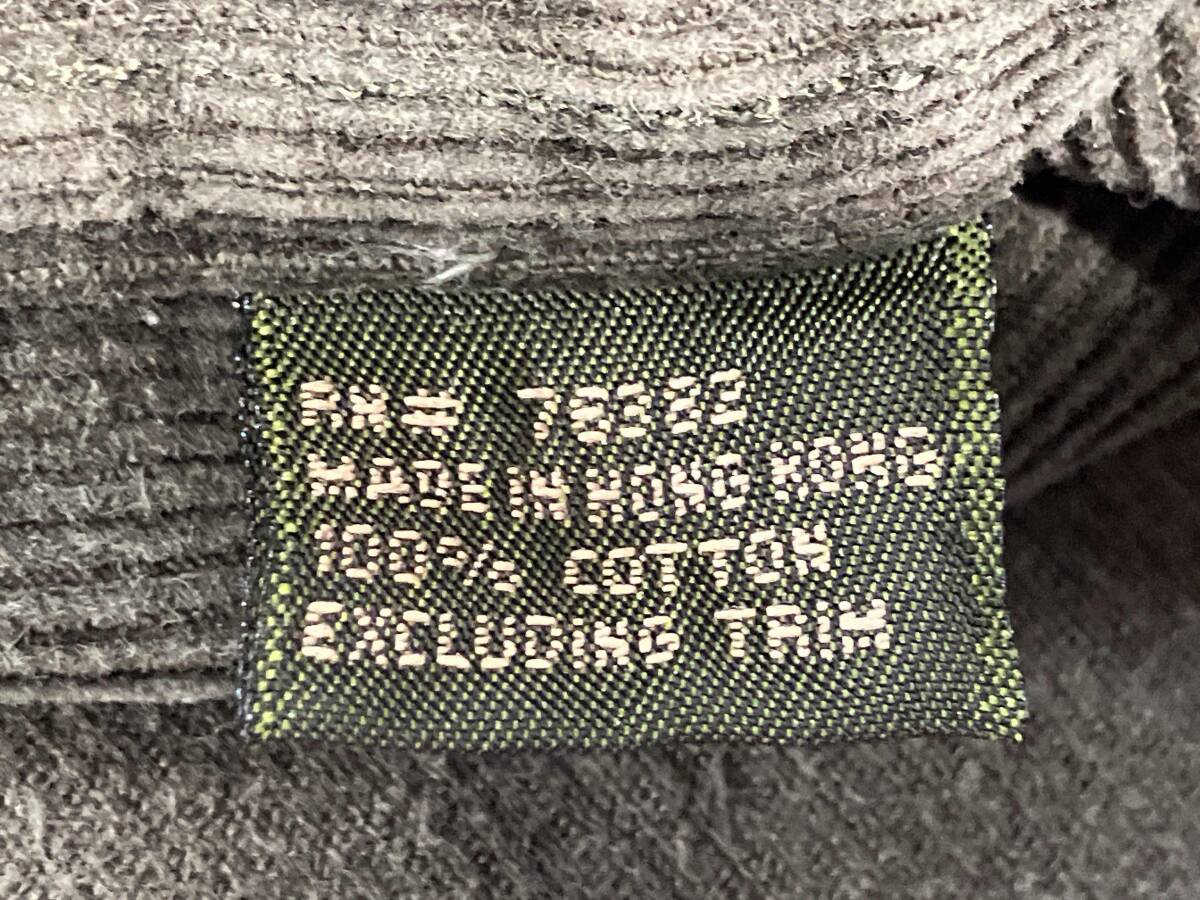 RN# 78322
MADE IN HONG KONG
100% COTTON
EXCLUDING TRIM